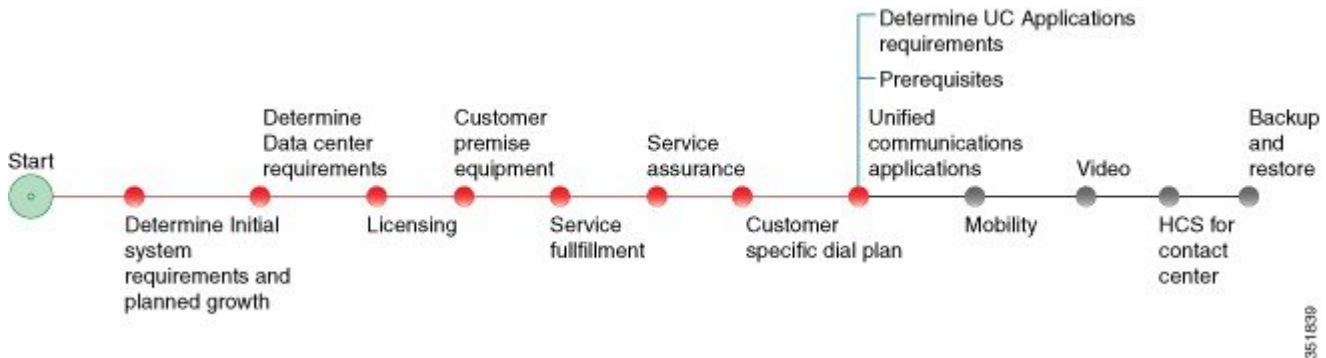 Start
Determine Initial
system
requirements and
planned growth
Determine
Data center
requirements
Licensing
Customer
premise
equipment
Service
fullfillment
Service
assurance
Customer
specific dial plan
Determine UC Applications
requirements
Prerequisites
Unified
communications
applications
Mobility
Video
HCS for
contact
center
Backup
and
restore
351839